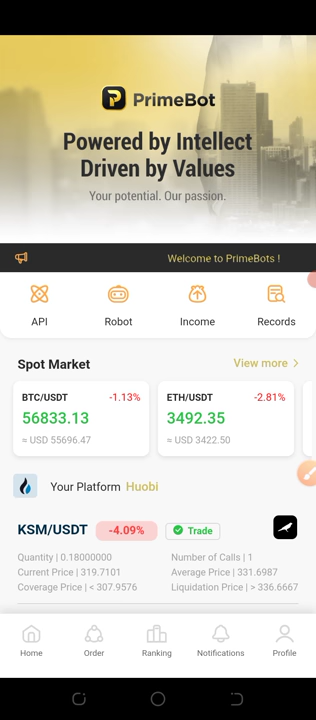 PrimeBot
Powered by Intellect
Driven by Values
Your potential. Our passion.
Welcome to PrimeBots !
API
Robot
Income
Records
Spot Market
View more >
BTC/USDT -1.13%
56833.13
≈ USD 55696.47
ETH/USDT -2.81%
3492.35
≈ USD 3422.50
Your Platform Huobi
KSM/USDT -4.09% Trade
Quantity | 0.18000000
Number of Calls | 1
Current Price | 319.7101
Average Price | 331.6987
Coverage Price | < 307.9576
Liquidation Price | > 336.6667
Home
Order
Ranking
Notifications
Profile